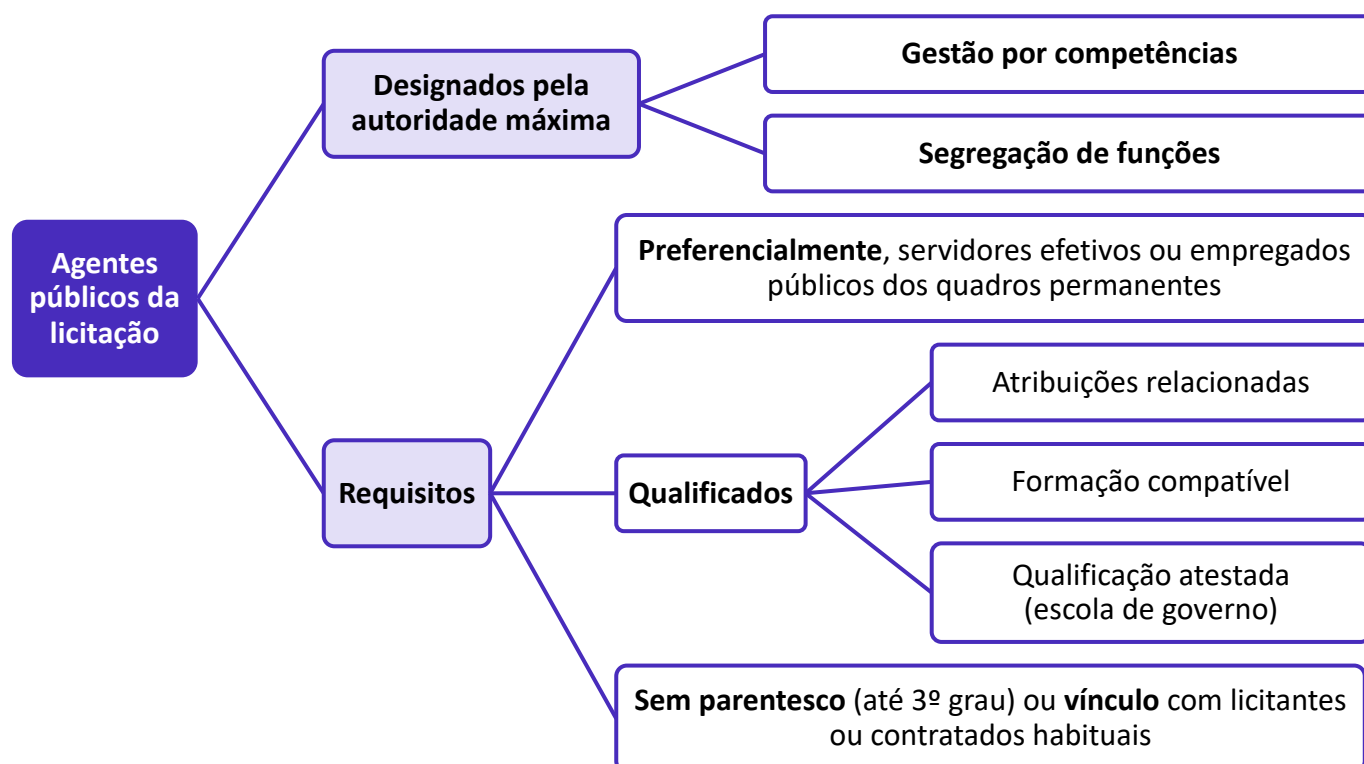 Agentes
públicos da
licitação
Designados pela
autoridade máxima
Gestão por competências
Segregação de funções
Requisitos
Preferencialmente, servidores efetivos ou empregados
públicos dos quadros permanentes
Qualificados
Atribuições relacionadas
Formação compatível
Qualificação atestada
(escola de governo)
Sem parentesco (até 3º grau) ou vínculo com licitantes
ou contratados habituais